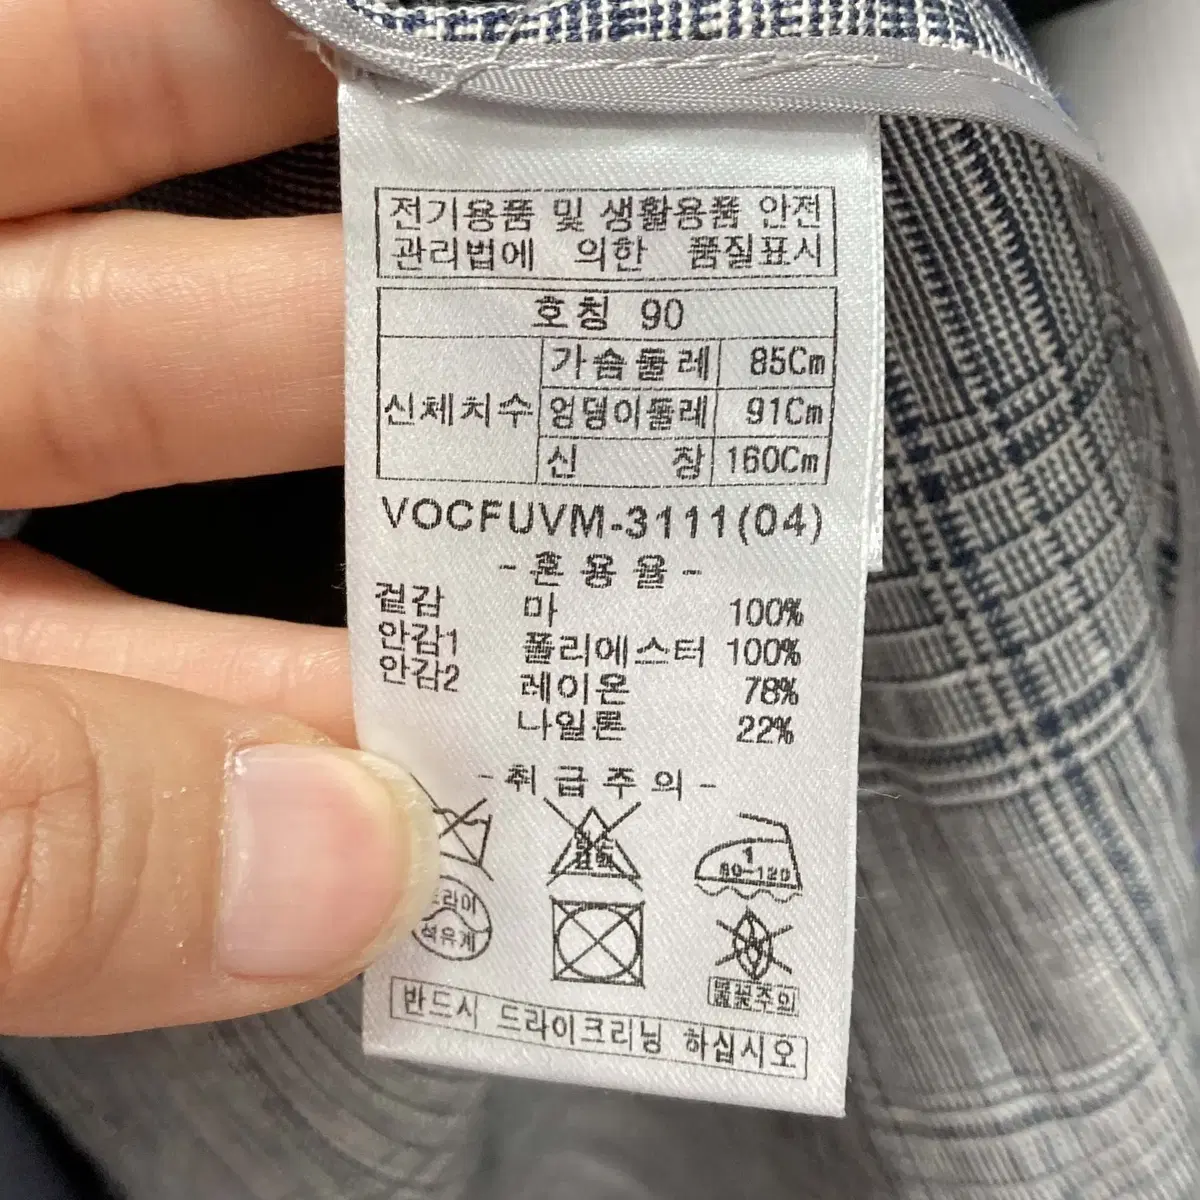 전기용품 및 생활용품 안전
관리법에 의한 품질표시
호칭 90
신체치수
가슴둘레 85Cm
엉덩이둘레 91Cm
신장 160Cm
VOCFUVM-3111(04)
-혼용율-
겉감 마 100%
안감1 폴리에스터 100%
안감2 레이온 78%
나일론 22%
-취급주의-
1
80-120
드라이
석유계
불꽃주의
반드시 드라이크리닝 하십시오